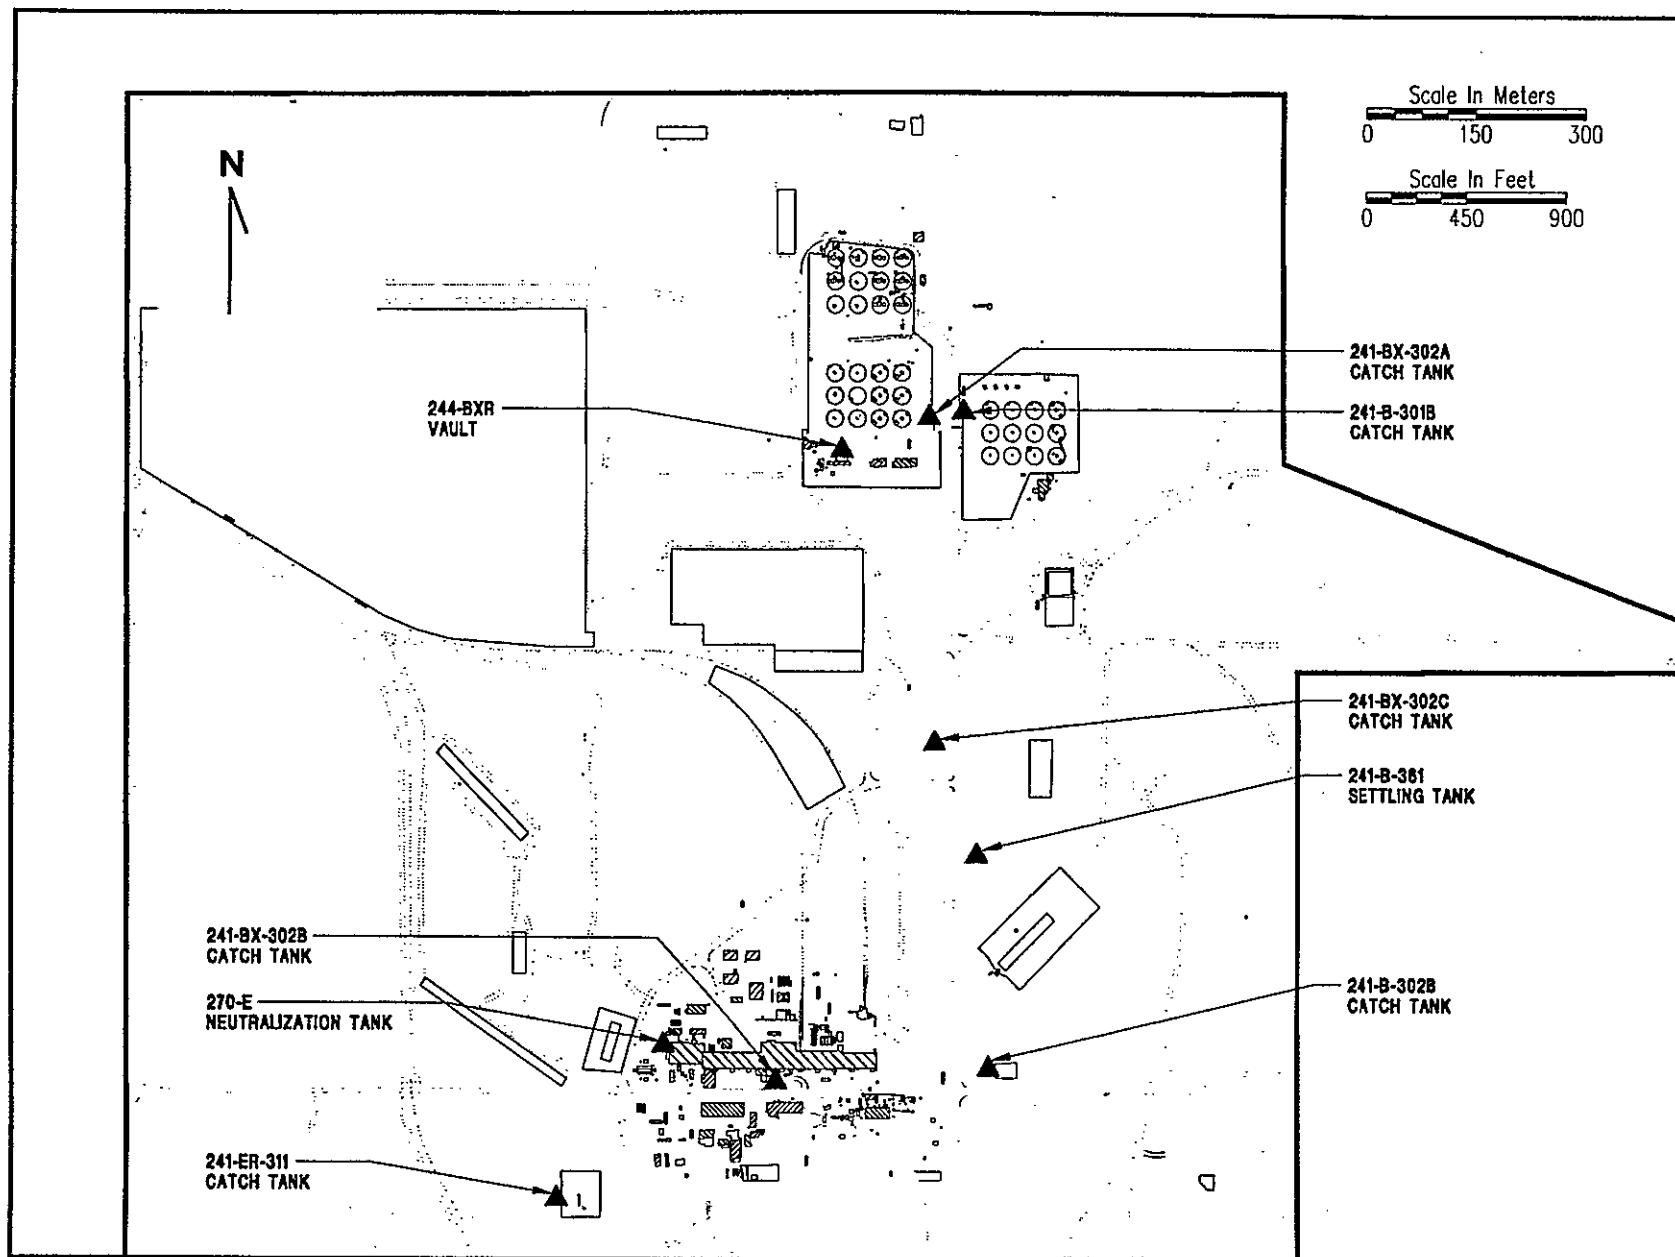 Scale In Meters
0 150 300
N
Scale In Feet
0 450 900
241-BX-302A
CATCH TANK
244-BXR
VAULT
241-B-301B
CATCH TANK
241-BX-302C
CATCH TANK
241-B-361
SETTLING TANK
241-BX-302B
CATCH TANK
270-E
NEUTRALIZATION TANK
241-B-302B
CATCH TANK
241-ER-311
CATCH TANK